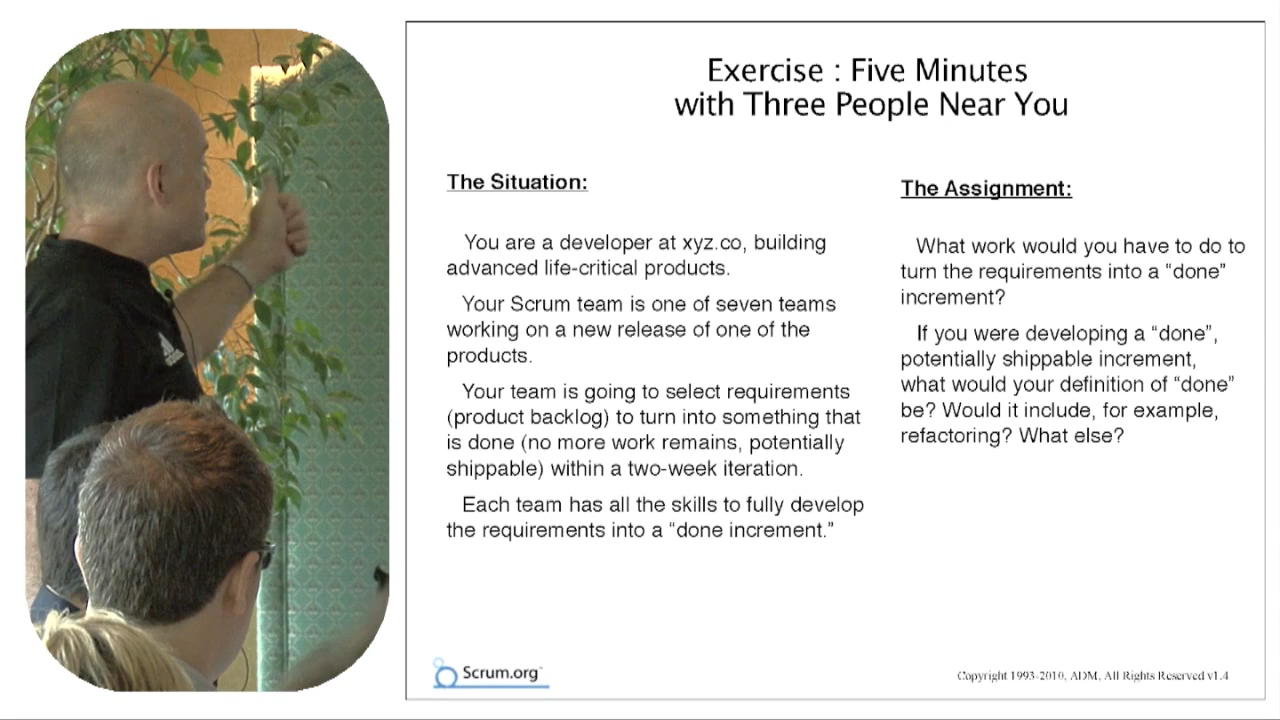 Exercise : Five Minutes
with Three People Near You
The Situation:
You are a developer at xyz.co, building
advanced life-critical products.
Your Scrum team is one of seven teams
working on a new release of one of the
products.
Your team is going to select requirements
(product backlog) to turn into something that
is done (no more work remains, potentially
shippable) within a two-week iteration.
Each team has all the skills to fully develop
the requirements into a “done increment.”
The Assignment:
What work would you have to do to
turn the requirements into a “done”
increment?
If you were developing a “done”,
potentially shippable increment,
what would your definition of “done”
be? Would it include, for example,
refactoring? What else?
Scrum.org
Copyright 1993-2010, ADM, All Rights Reserved v1.4